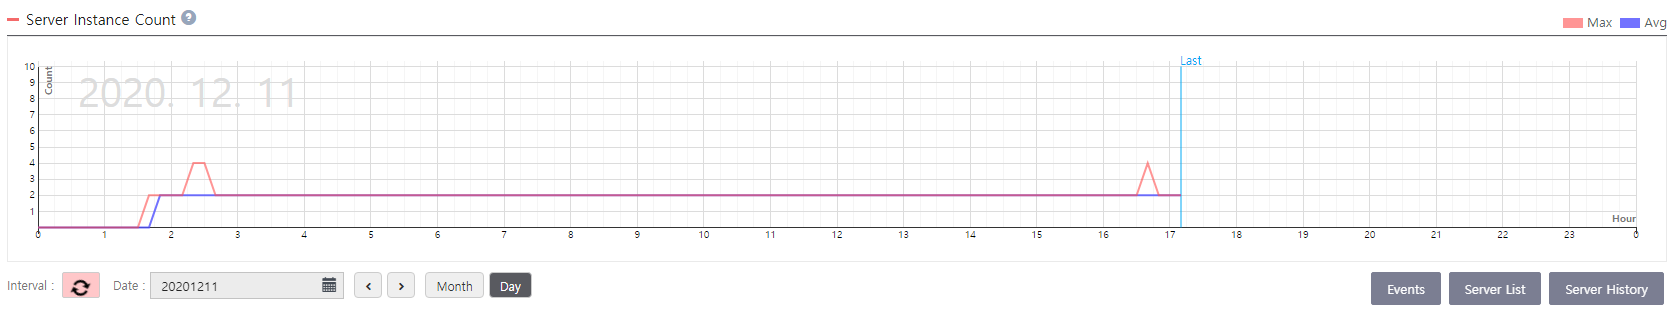 Server Instance Count ?
Max Avg
Last
Count
2020. 12. 11
10
9
8
7
6
5
4
3
2
1
Hour
0 1 2 3 4 5 6 7 8 9 10 11 12 13 14 15 16 17 18 19 20 21 22 23 0
Interval : Date : 20201211 < > Month Day Events Server List Server History